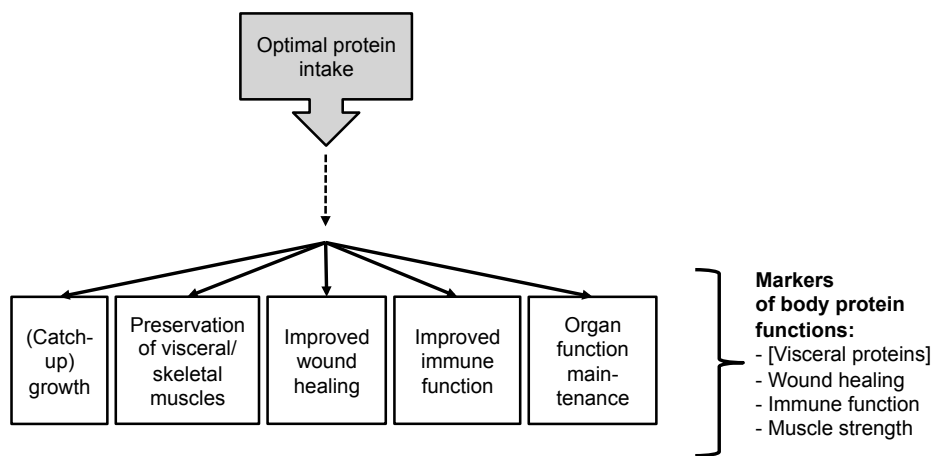 Optimal protein
intake
(Catch-
up)
growth
Preservation
of visceral/
skeletal
muscles
Improved
wound
healing
Improved
immune
function
Organ
function
main-
tenance
Markers
of body protein
functions:
- [Visceral proteins]
- Wound healing
- Immune function
- Muscle strength